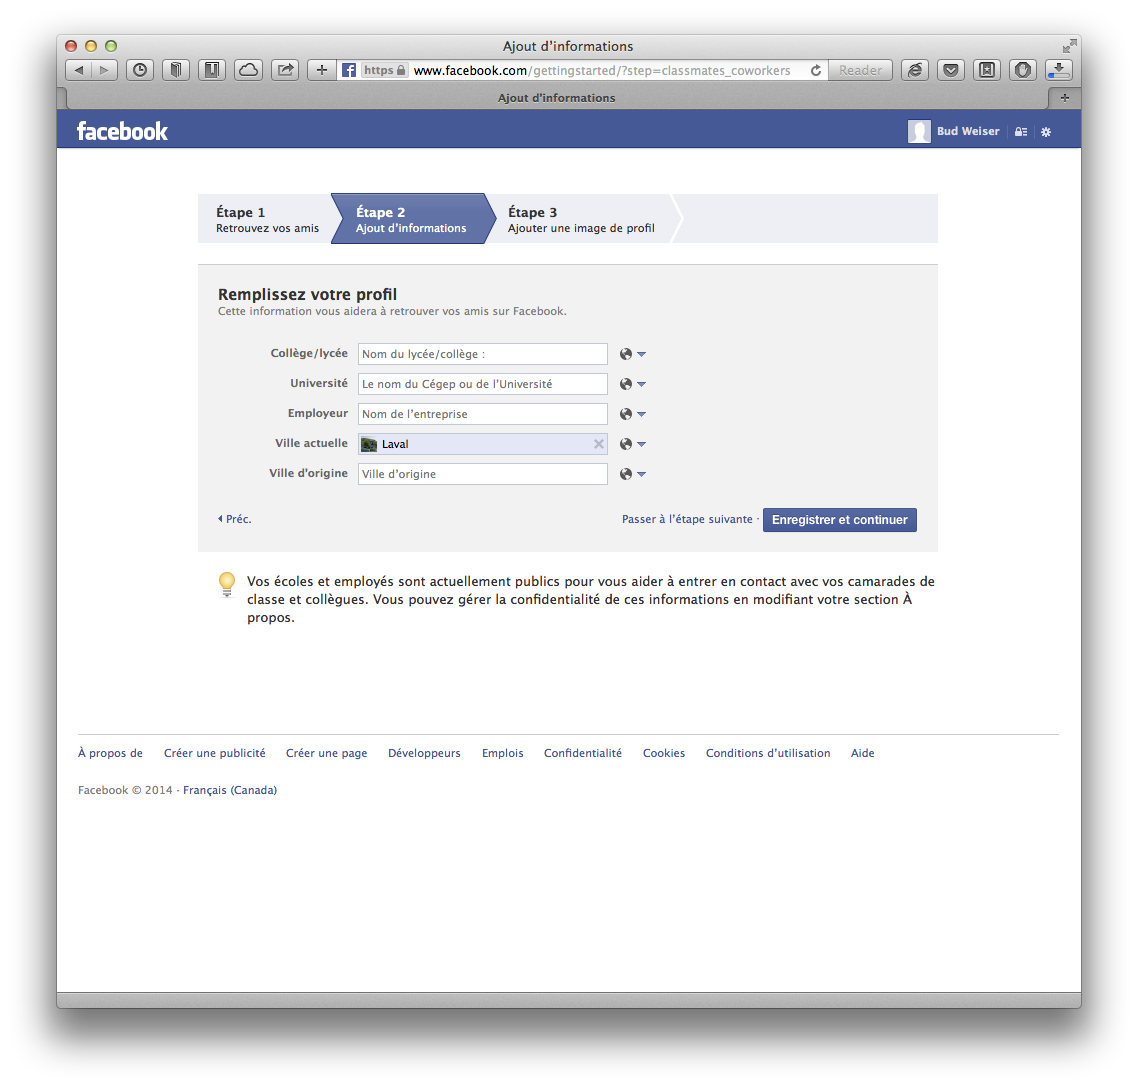 Ajout d'informations
https www.facebook.com/gettingstarted/?step=classmates_coworkers Reader
Ajout d'informations
facebook
Bud Weiser
Étape 1
Retrouvez vos amis
Étape 2
Ajout d'informations
Étape 3
Ajouter une image de profil
Remplissez votre profil
Cette information vous aidera à retrouver vos amis sur Facebook.
Collège/lycée Nom du lycée/collège :
Université Le nom du Cégep ou de l'Université
Employeur Nom de l'entreprise
Ville actuelle Laval
Ville d'origine Ville d'origine
Préc. Passer à l'étape suivante · Enregistrer et continuer
Vos écoles et employés sont actuellement publics pour vous aider à entrer en contact avec vos camarades de
classe et collègues. Vous pouvez gérer la confidentialité de ces informations en modifiant votre section À
propos.
À propos de Créer une publicité Créer une page Développeurs Emplois Confidentialité Cookies Conditions d'utilisation Aide
Facebook © 2014 · Français (Canada)